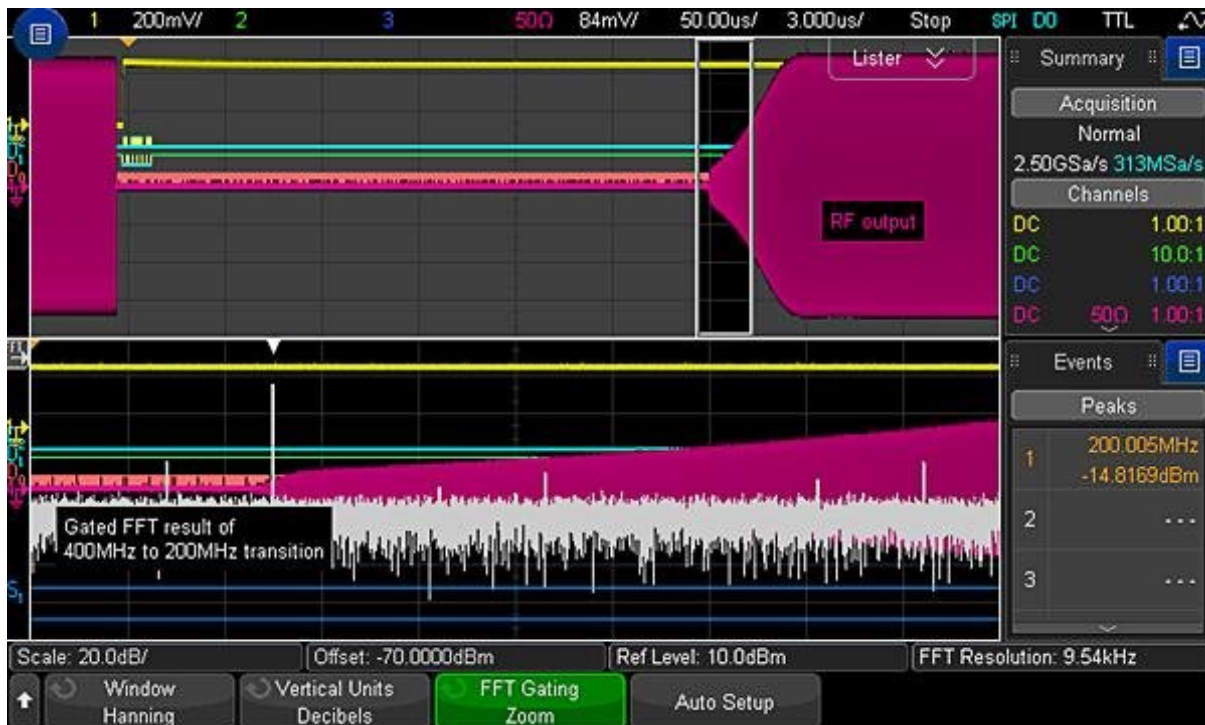 1 200mV/ 2 3 50Ω 84mV/ 50.00us/ 3.000us/ Stop SPI D0 TTL
Lister
Summary
Acquisition
Normal
2.50GSa/s 313MSa/s
Channels
DC 1.00:1
DC 10.0:1
DC 1.00:1
DC 50Ω 1.00:1
RF output
Events
Peaks
1 200.005MHz
-14.8169dBm
2 ---
3 ---
Gated FFT result of
400MHz to 200MHz transition
S1
Scale: 20.0dB/ Offset: -70.0000dBm Ref Level: 10.0dBm FFT Resolution: 9.54kHz
Window
Hanning
Vertical Units
Decibels
FFT Gating
Zoom
Auto Setup